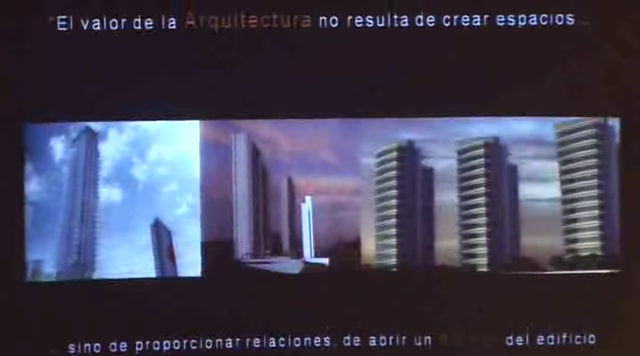 "El valor de la Arquitectura no resulta de crear espacios...
... sino de proporcionar relaciones, de abrir un del edificio